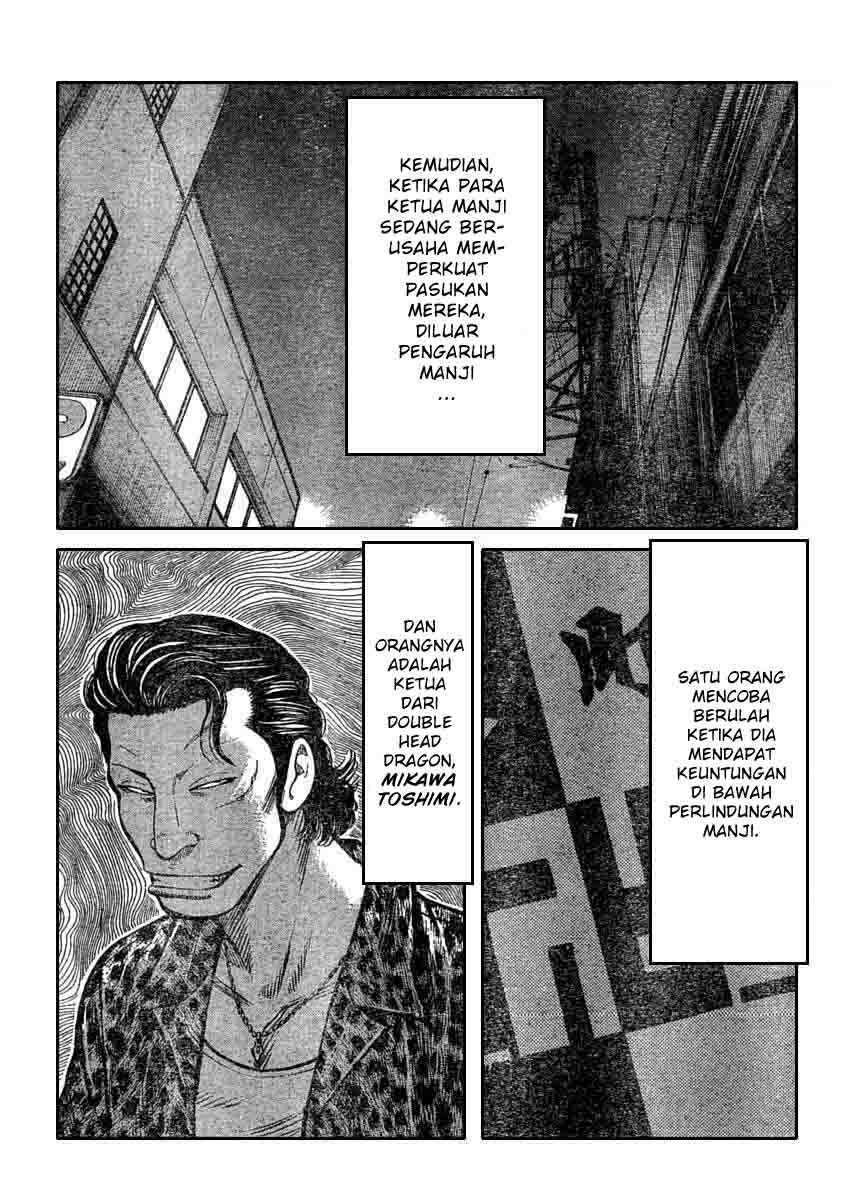 KEMUDIAN,
KETIKA PARA
KETUA MANJI
SEDANG BER-
USAHA MEM-
PERKUAT
PASUKAN
MEREKA,
DILUAR
PENGARUH
MANJI
...
SATU ORANG
MENCOBA
BERULAH
KETIKA DIA
MENDAPAT
KEUNTUNGAN
DI BAWAH
PERLINDUNGAN
MANJI.
DAN
ORANGNYA
ADALAH
KETUA
DARI
DOUBLE
HEAD
DRAGON,
MIKAWA
TOSHIMI.